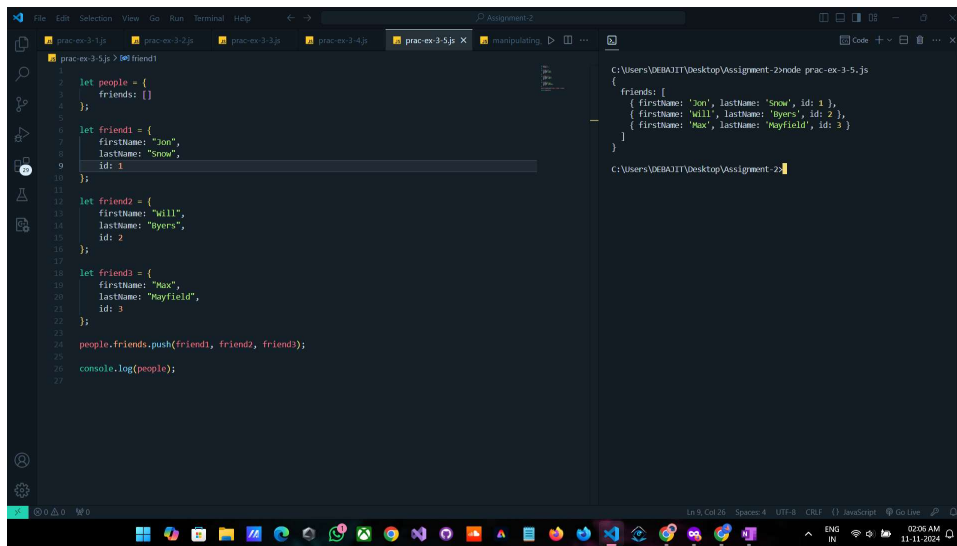 File Edit Selection View Go Run Terminal Help
Assignment-2
prac-ex-3-1.js prac-ex-3-2.js prac-ex-3-3.js prac-ex-3-4.js prac-ex-3-5.js manipulating_
Code
prac-ex-3-5.js > friend1
1
2 let people = {
3 friends: []
4 };
5
6 let friend1 = {
7 firstName: "Jon",
8 lastName: "Snow",
9 id: 1
10 };
11
12 let friend2 = {
13 firstName: "Will",
14 lastName: "Byers",
15 id: 2
16 };
17
18 let friend3 = {
19 firstName: "Max",
20 lastName: "Mayfield",
21 id: 3
22 };
23
24 people.friends.push(friend1, friend2, friend3);
25
26 console.log(people);
27
C:\Users\DEBAJIT\Desktop\Assignment-2>node prac-ex-3-5.js
{
friends: [
{ firstName: 'Jon', lastName: 'Snow', id: 1 },
{ firstName: 'Will', lastName: 'Byers', id: 2 },
{ firstName: 'Max', lastName: 'Mayfield', id: 3 }
]
}
C:\Users\DEBAJIT\Desktop\Assignment-2>
29
0 0 0
Ln 9, Col 26 Spaces: 4 UTF-8 CRLF {} JavaScript Go Live
1
ENG
IN
02:06 AM
11-11-2024